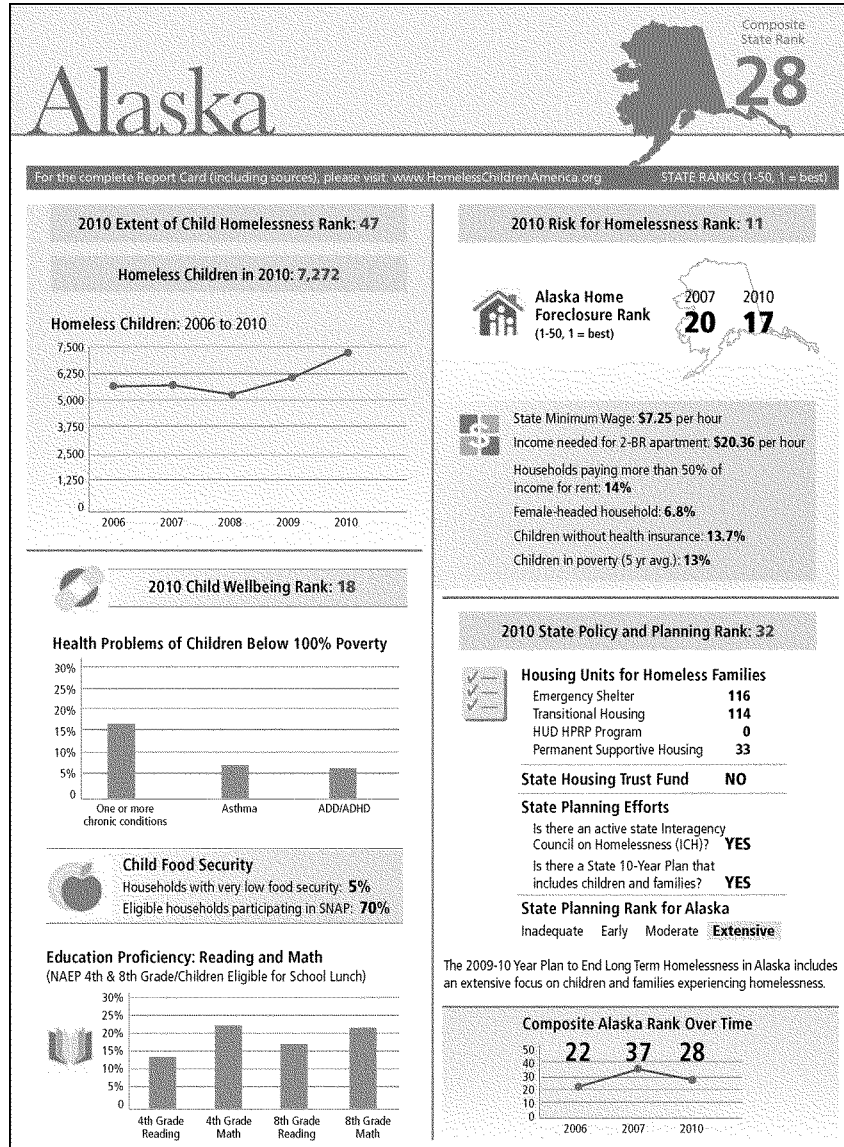 Alaska
Composite
State Rank
28
For the complete Report Card (including sources), please visit: www.HomelessChildrenAmerica.org STATE RANKS (1-50, 1 = best)
2010 Extent of Child Homelessness Rank: 47
Homeless Children in 2010: 7,272
Homeless Children: 2006 to 2010
7,500
6,250
5,000
3,750
2,500
1,250
0
2006 2007 2008 2009 2010
2010 Child Wellbeing Rank: 18
Health Problems of Children Below 100% Poverty
30%
25%
20%
15%
10%
5%
0
One or more
chronic conditions
Asthma
ADD/ADHD
Child Food Security
Households with very low food security: 5%
Eligible households participating in SNAP: 70%
Education Proficiency: Reading and Math
(NAEP 4th & 8th Grade/Children Eligible for School Lunch)
30%
25%
20%
15%
10%
5%
0
4th Grade
Reading
4th Grade
Math
8th Grade
Reading
8th Grade
Math
2010 Risk for Homelessness Rank: 11
Alaska Home
Foreclosure Rank
(1-50, 1 = best)
2007 2010
20 17
$
State Minimum Wage: $7.25 per hour
Income needed for 2-BR apartment: $20.36 per hour
Households paying more than 50% of
income for rent: 14%
Female-headed household: 6.8%
Children without health insurance: 13.7%
Children in poverty (5 yr avg.): 13%
2010 State Policy and Planning Rank: 32
Housing Units for Homeless Families
Emergency Shelter 116
Transitional Housing 114
HUD HPRP Program 0
Permanent Supportive Housing 33
State Housing Trust Fund NO
State Planning Efforts
Is there an active state Interagency
Council on Homelessness (ICH)? YES
Is there a State 10-Year Plan that
includes children and families? YES
State Planning Rank for Alaska
Inadequate Early Moderate Extensive
The 2009-10 Year Plan to End Long Term Homelessness in Alaska includes
an extensive focus on children and families experiencing homelessness.
Composite Alaska Rank Over Time
50
40
30
20
10
0
22 37 28
2006 2007 2010